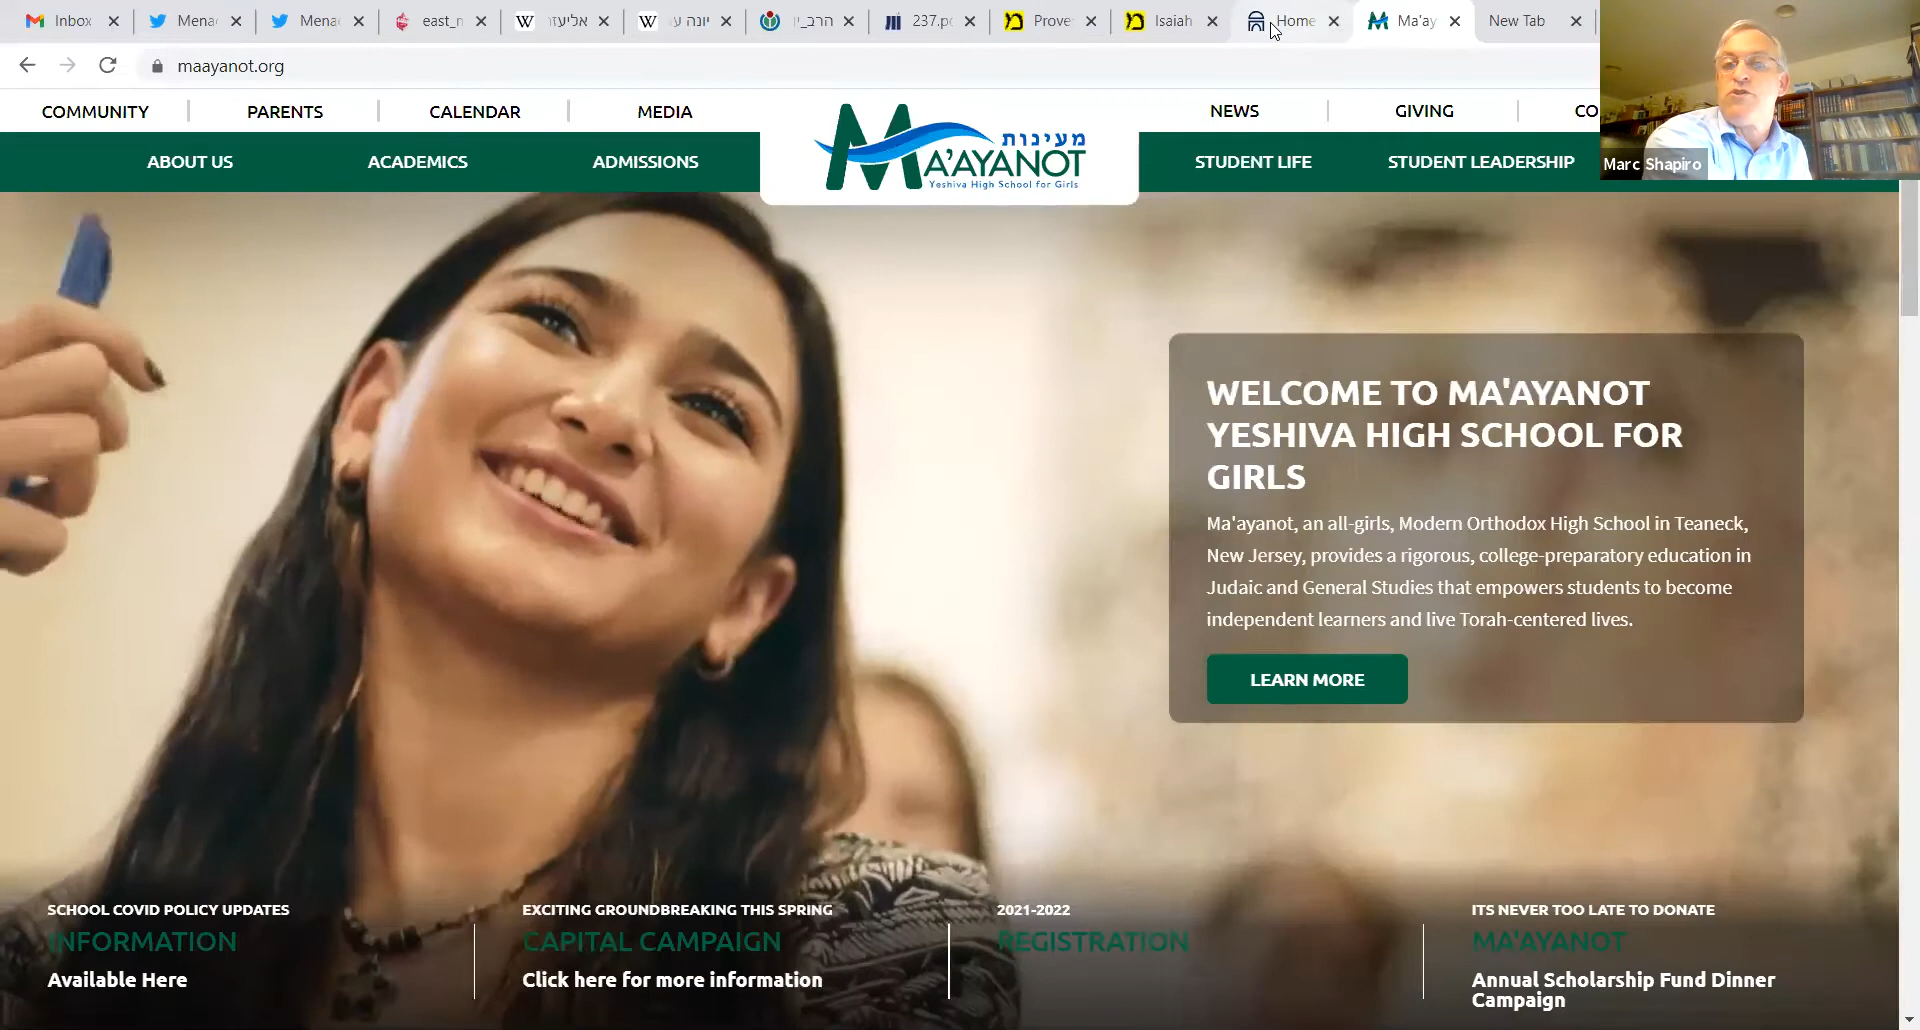 Inbox
Mena
Mena
east_r
אליעזר
יונה ע
הרב_יו
237.pd
Prove
Isaiah
Home
Ma'ay
New Tab
maayanot.org
COMMUNITY
PARENTS
CALENDAR
MEDIA
NEWS
GIVING
CO
ABOUT US
ACADEMICS
ADMISSIONS
מעינות
MA'AYANOT
Yeshiva High School for Girls
STUDENT LIFE
STUDENT LEADERSHIP
Marc Shapiro
WELCOME TO MA'AYANOT
YESHIVA HIGH SCHOOL FOR
GIRLS
Ma'ayanot, an all-girls, Modern Orthodox High School in Teaneck,
New Jersey, provides a rigorous, college-preparatory education in
Judaic and General Studies that empowers students to become
independent learners and live Torah-centered lives.
LEARN MORE
SCHOOL COVID POLICY UPDATES
INFORMATION
Available Here
EXCITING GROUNDBREAKING THIS SPRING
CAPITAL CAMPAIGN
Click here for more information
2021-2022
REGISTRATION
ITS NEVER TOO LATE TO DONATE
MA'AYANOT
Annual Scholarship Fund Dinner
Campaign